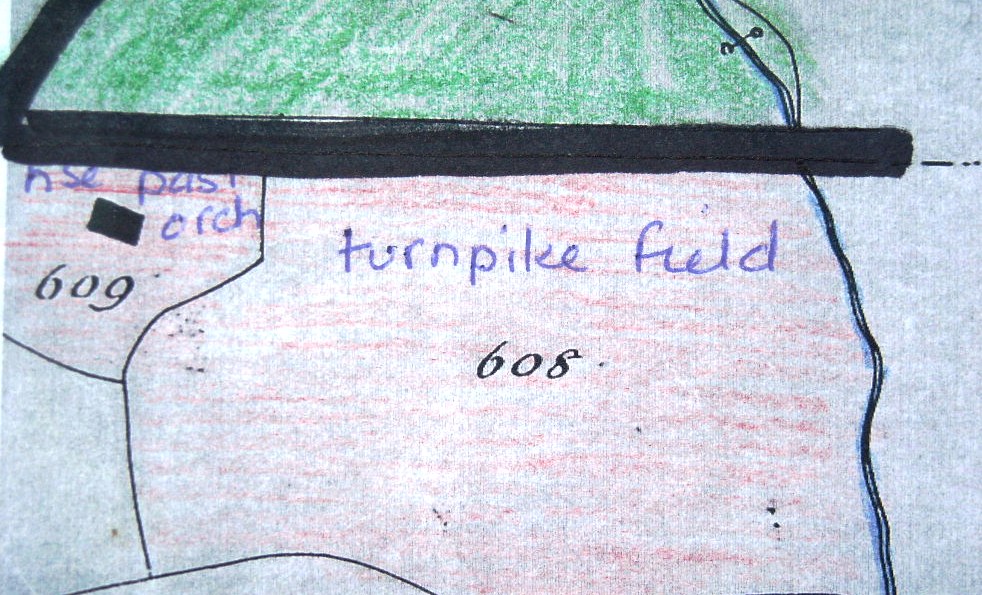 hse past
orch
609
turnpike field
608